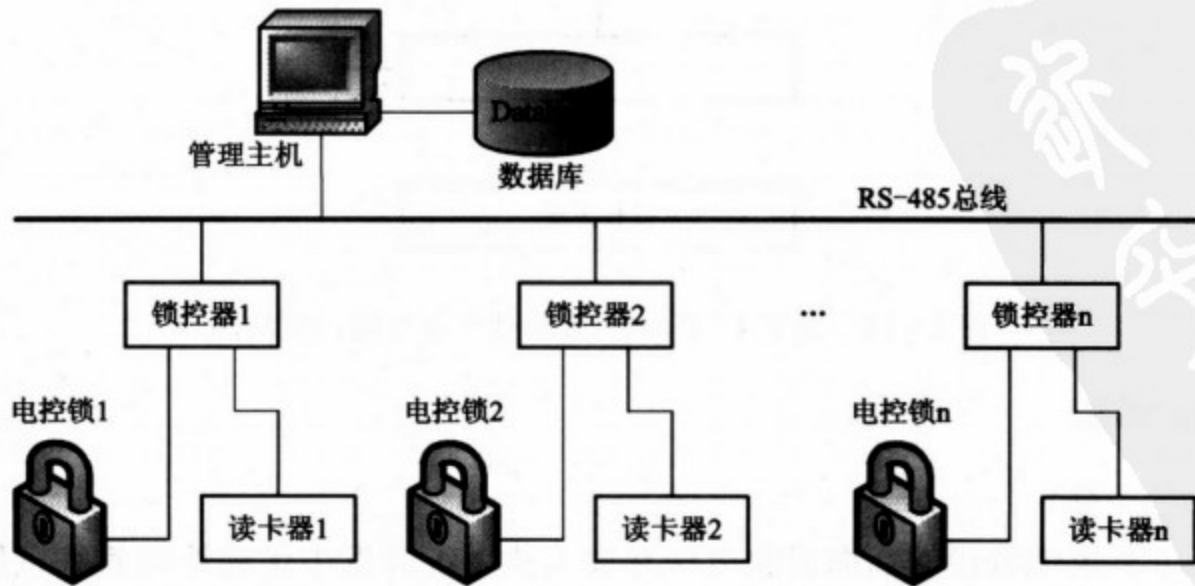 管理主机
数据库
RS-485总线
锁控器1
锁控器2
...
锁控器n
电控锁1
电控锁2
电控锁n
读卡器1
读卡器2
读卡器n